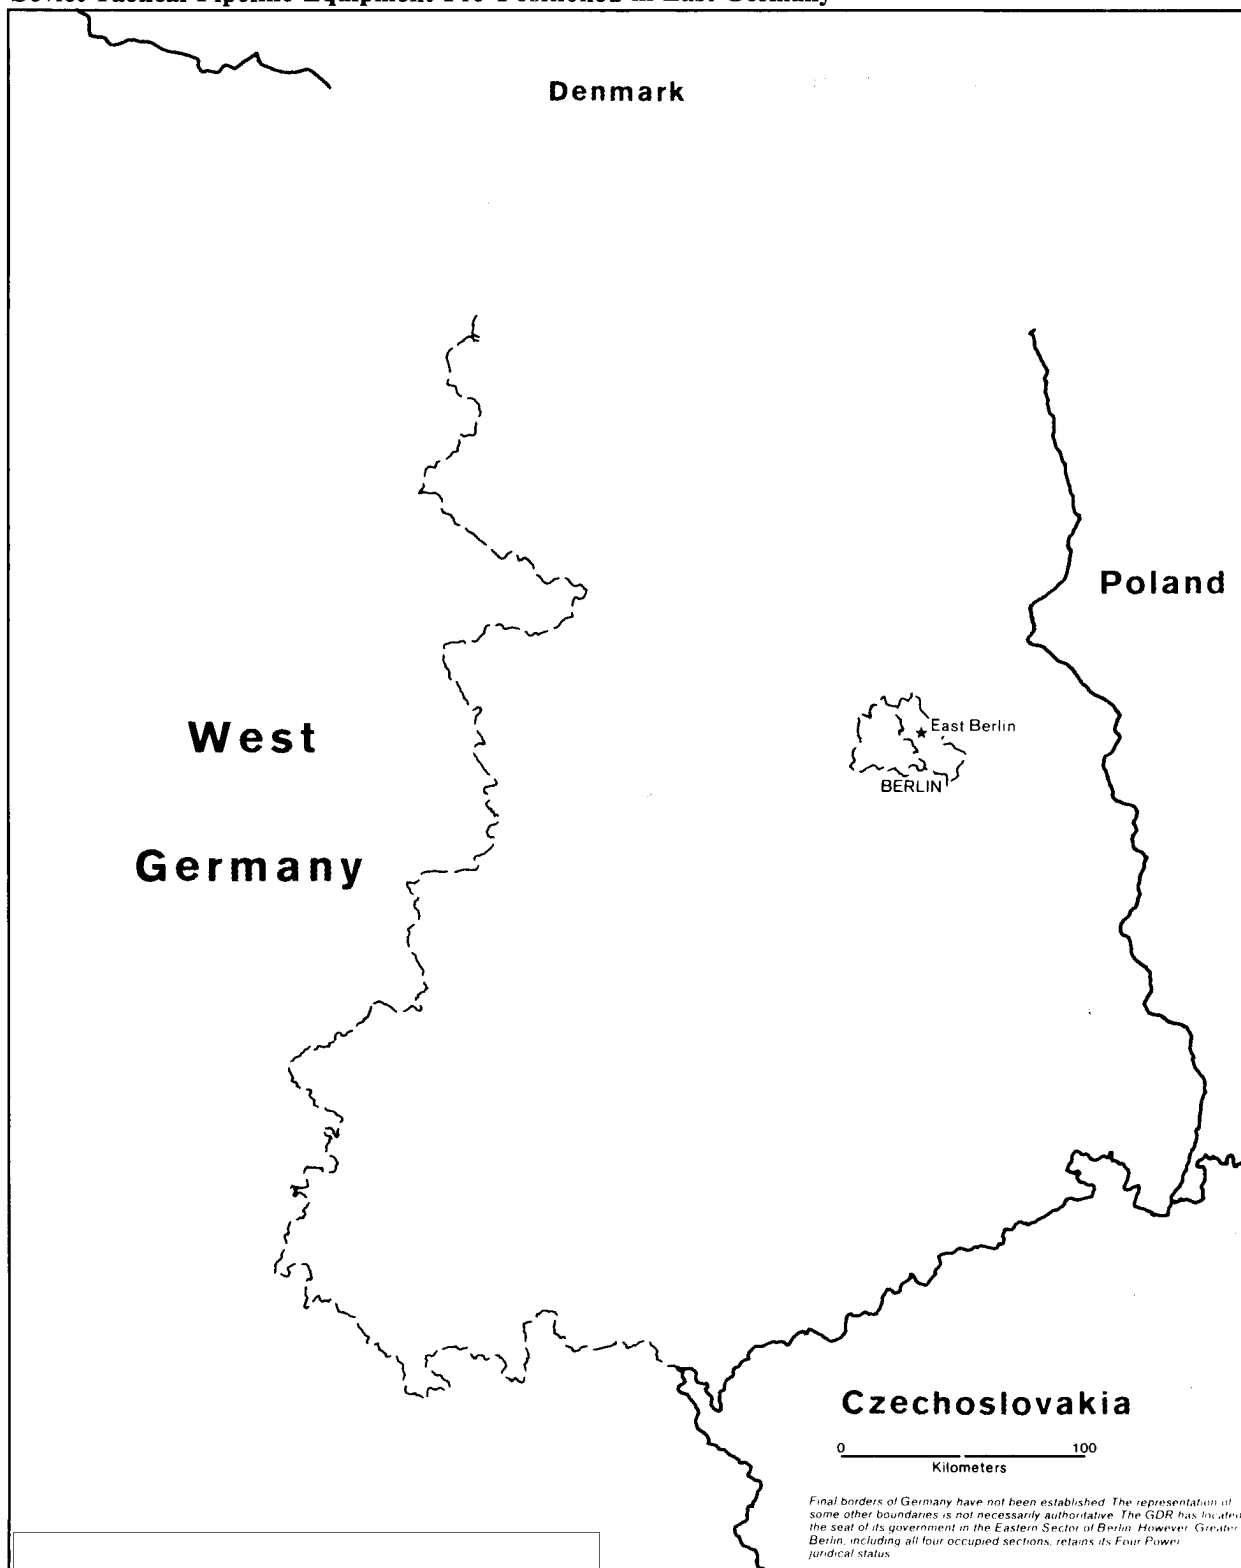 Soviet Tactical Pipeline Equipment Pre-Positioned in East Germany
Denmark
Poland
West
Germany
East Berlin
BERLIN
Czechoslovakia
0 100
Kilometers
Final borders of Germany have not been established. The representation of
some other boundaries is not necessarily authoritative. The GDR has located
the seat of its government in the Eastern Sector of Berlin. However Greater
Berlin, including all four occupied sections, retains its Four Power
juridical status